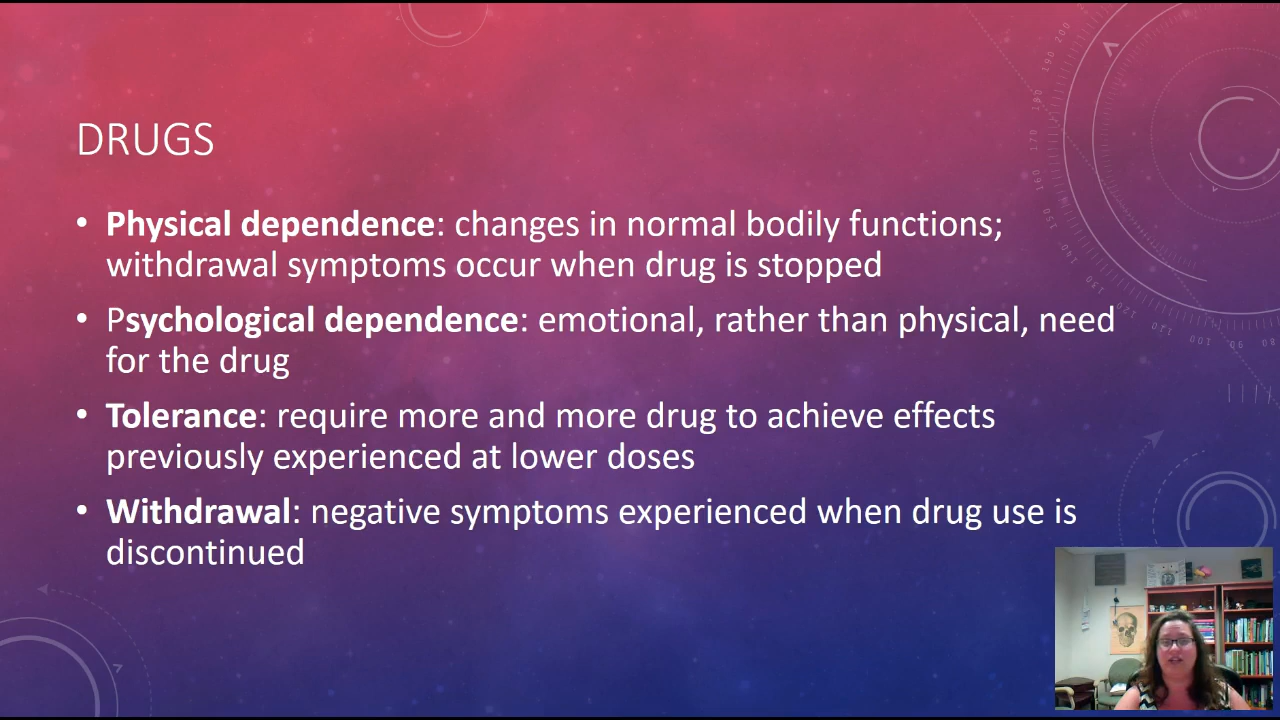 DRUGS
• Physical dependence: changes in normal bodily functions;
withdrawal symptoms occur when drug is stopped
• Psychological dependence: emotional, rather than physical, need
for the drug
• Tolerance: require more and more drug to achieve effects
previously experienced at lower doses
• Withdrawal: negative symptoms experienced when drug use is
discontinued